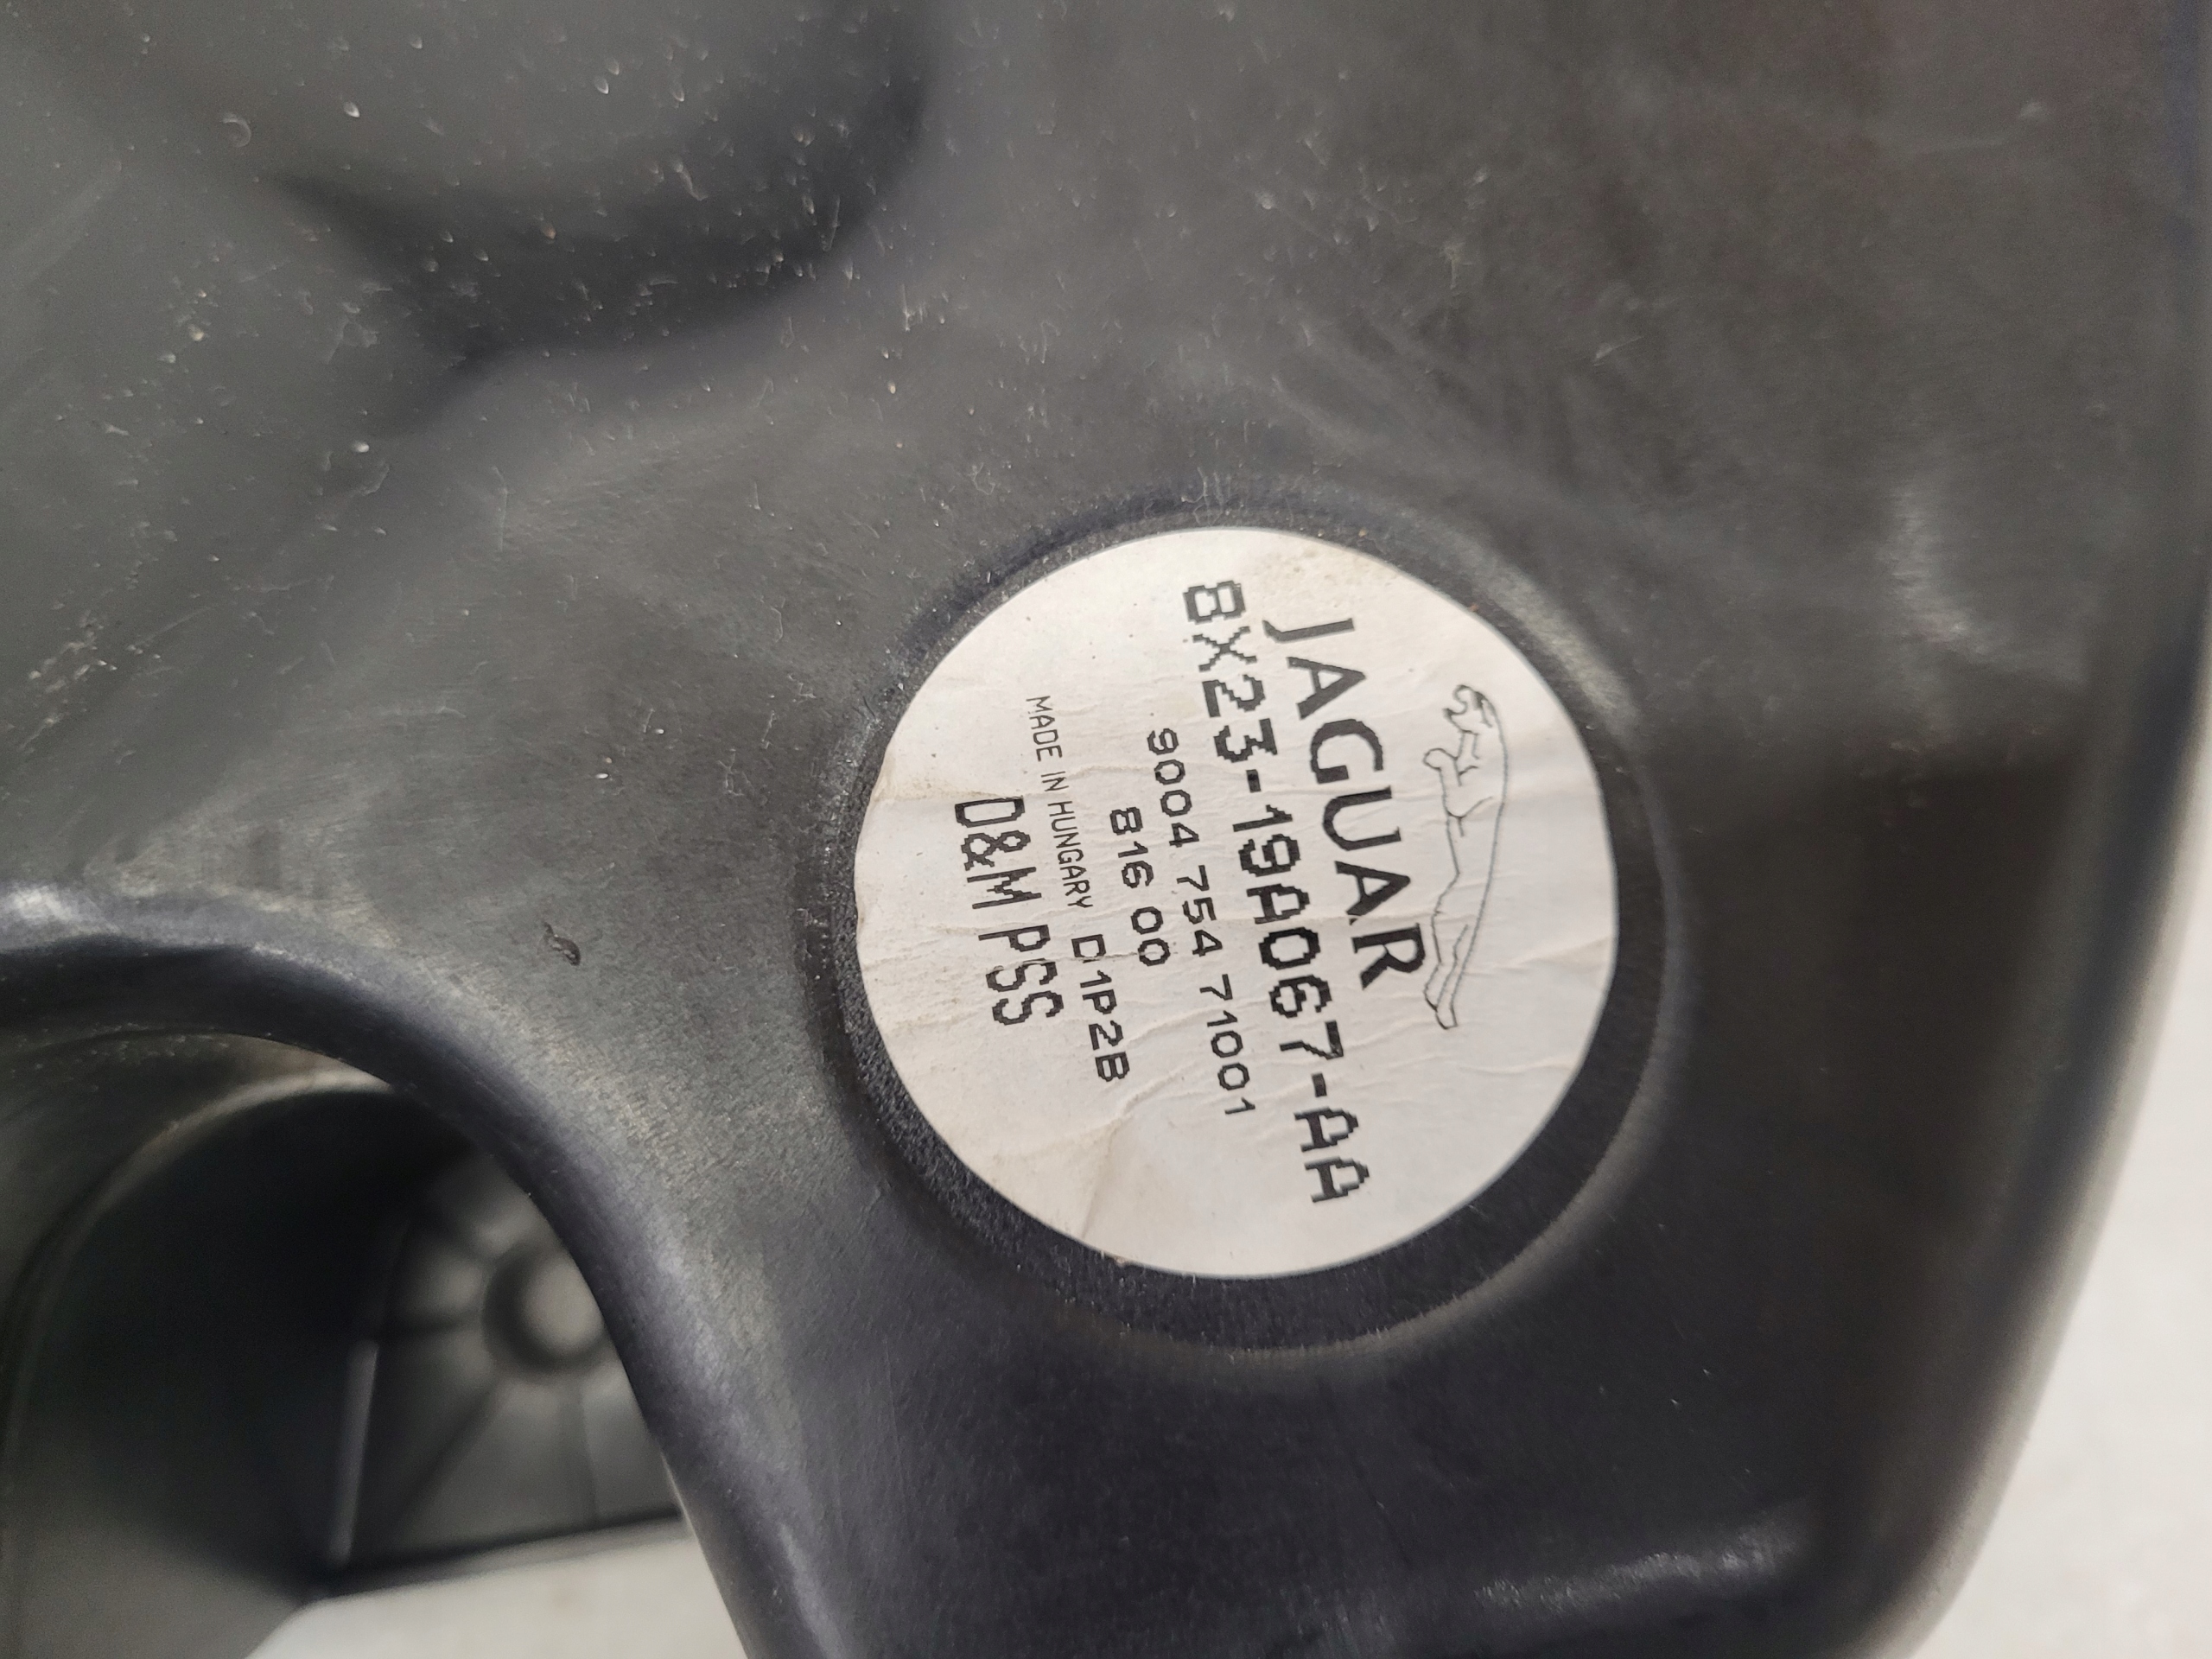 JAGUAR
8X23-19A067-AA
9004 754 71001
816 00
MADE IN HUNGARY D1P2B
D&M PSS